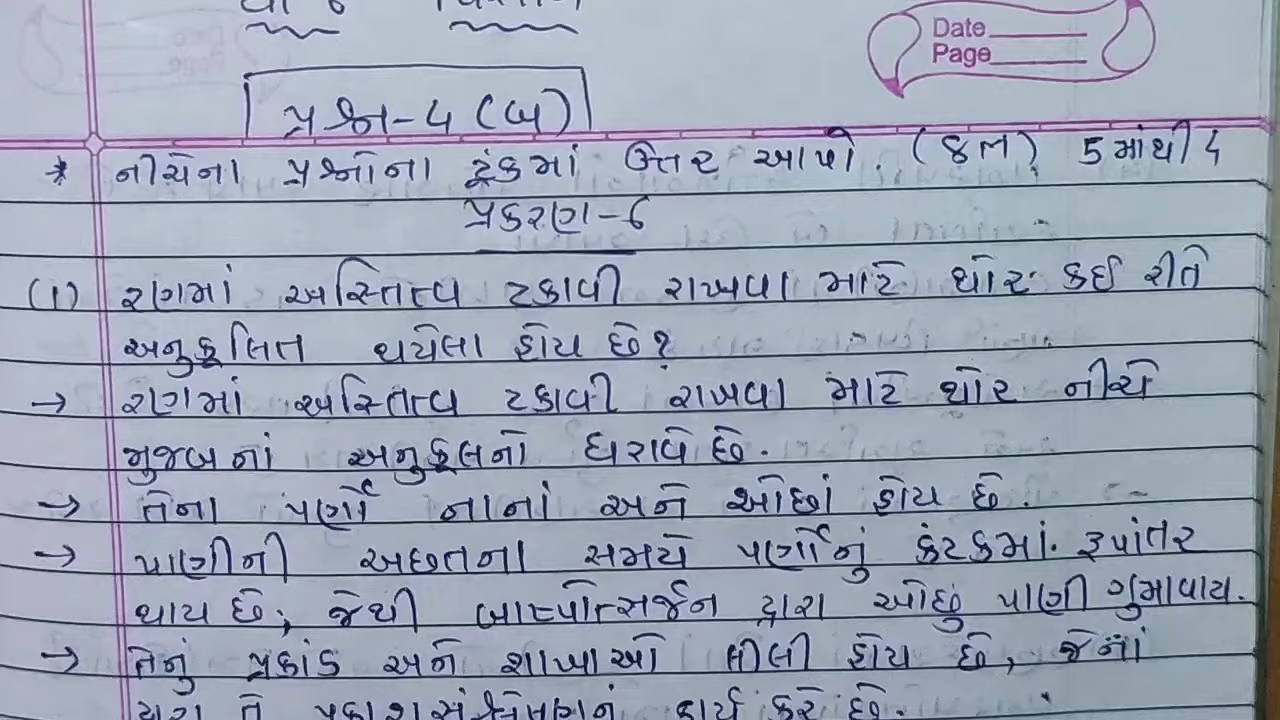 Date
Page
પ્રશ્ન-4 (બ)
* નીચેના પ્રશ્નોના ટૂંકમાં ઉત્તર આપો. (8M) 5 માંથી 4
પ્રકરણ-6
(1) રણમાં અસ્તિત્વ ટકાવી રાખવા માટે થોર કઈ રીતે
અનુકૂલિત થયેલા હોય છે?
→ રણમાં અસ્તિત્વ ટકાવી રાખવા માટે થોર નીચે
મુજબનાં અનુકૂલનો ધરાવે છે.
→ તેના પર્ણો નાનાં અને ઓછાં હોય છે.
→ પાણીની અછતના સમયે પર્ણોનું કંટકમાં રૂપાંતર
થાય છે; જેથી બાષ્પોત્સર્જન દ્વારા ઓછું પાણી ગુમાવાય.
→ તેનું પ્રકાંડ અને શાખાઓ લીલી હોય છે, જેનાં